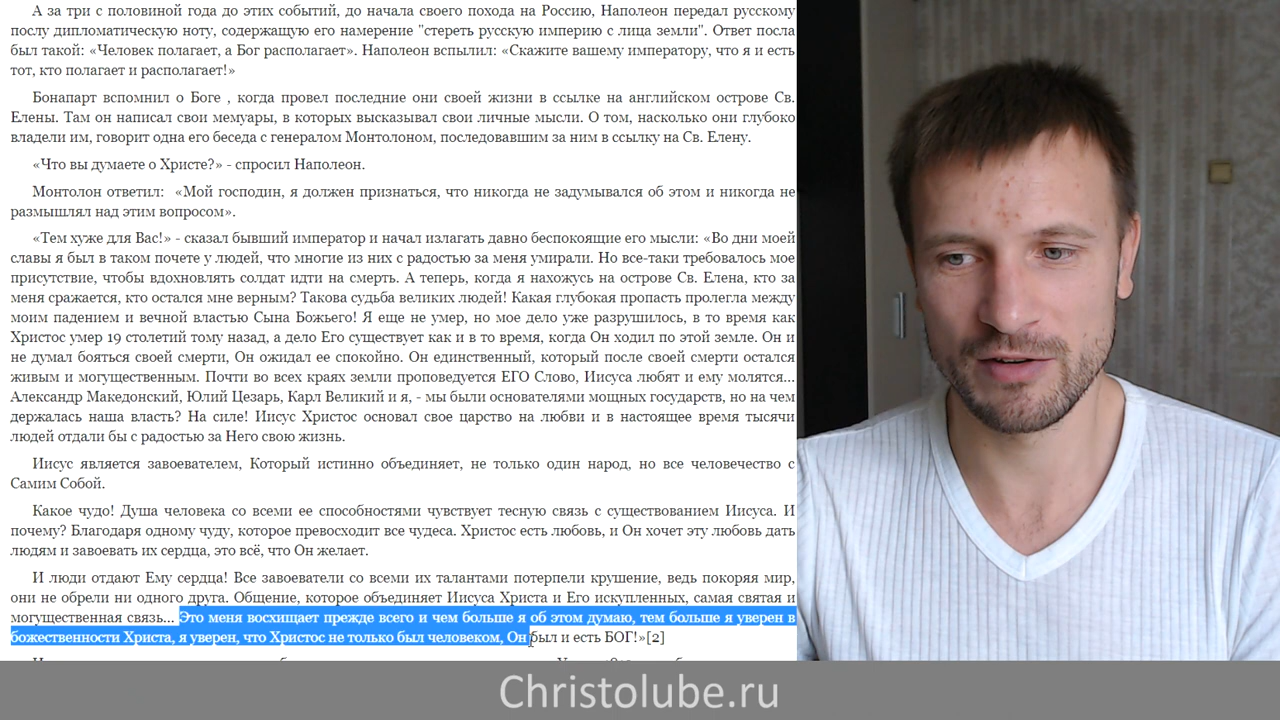 А за три с половиной года до этих событий, до начала своего похода на Россию, Наполеон передал русскому
послу дипломатическую ноту, содержащую его намерение "стереть русскую империю с лица земли". Ответ посла
был такой: «Человек полагает, а Бог располагает». Наполеон вспылил: «Скажите вашему императору, что я и есть
тот, кто полагает и располагает!»
Бонапарт вспомнил о Боге , когда провел последние они своей жизни в ссылке на английском острове Св.
Елены. Там он написал свои мемуары, в которых высказывал свои личные мысли. О том, насколько они глубоко
владели им, говорит одна его беседа с генералом Монтолоном, последовавшим за ним в ссылку на Св. Елену.
«Что вы думаете о Христе?» - спросил Наполеон.
Монтолон ответил: «Мой господин, я должен признаться, что никогда не задумывался об этом и никогда не
размышлял над этим вопросом».
«Тем хуже для Вас!» - сказал бывший император и начал излагать давно беспокоящие его мысли: «Во дни моей
славы я был в таком почете у людей, что многие из них с радостью за меня умирали. Но все-таки требовалось мое
присутствие, чтобы вдохновлять солдат идти на смерть. А теперь, когда я нахожусь на острове Св. Елена, кто за
меня сражается, кто остался мне верным? Такова судьба великих людей! Какая глубокая пропасть пролегла между
моим падением и вечной властью Сына Божьего! Я еще не умер, но мое дело уже разрушилось, в то время как
Христос умер 19 столетий тому назад, а дело Его существует как и в то время, когда Он ходил по этой земле. Он и
не думал бояться своей смерти, Он ожидал ее спокойно. Он единственный, который после своей смерти остался
живым и могущественным. Почти во всех краях земли проповедуется ЕГО Слово, Иисуса любят и ему молятся...
Александр Македонский, Юлий Цезарь, Карл Великий и я, - мы были основателями мощных государств, но на чем
держалась наша власть? На силе! Иисус Христос основал свое царство на любви и в настоящее время тысячи
людей отдали бы с радостью за Него свою жизнь.
Иисус является завоевателем, Который истинно объединяет, не только один народ, но все человечество с
Самим Собой.
Какое чудо! Душа человека со всеми ее способностями чувствует тесную связь с существованием Иисуса. И
почему? Благодаря одному чуду, которое превосходит все чудеса. Христос есть любовь, и Он хочет эту любовь дать
людям и завоевать их сердца, это всё, что Он желает.
И люди отдают Ему сердца! Все завоеватели со всеми их талантами потерпели крушение, ведь покоряя мир,
они не обрели ни одного друга. Общение, которое объединяет Иисуса Христа и Его искупленных, самая святая и
могущественная связь... Это меня восхищает прежде всего и чем больше я об этом думаю, тем больше я уверен в
божественности Христа, я уверен, что Христос не только был человеком, Он был и есть БОГ!»[2]
Christolube.ru